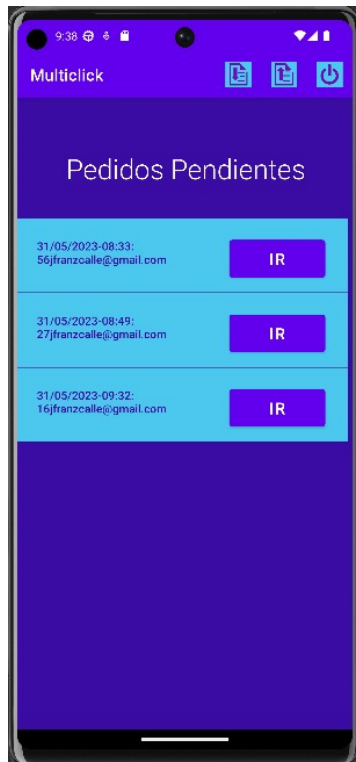 9:38
Multiclick
Pedidos Pendientes
31/05/2023-08:33:
56jfranzcalle@gmail.com
IR
31/05/2023-08:49:
27jfranzcalle@gmail.com
IR
31/05/2023-09:32:
16jfranzcalle@gmail.com
IR